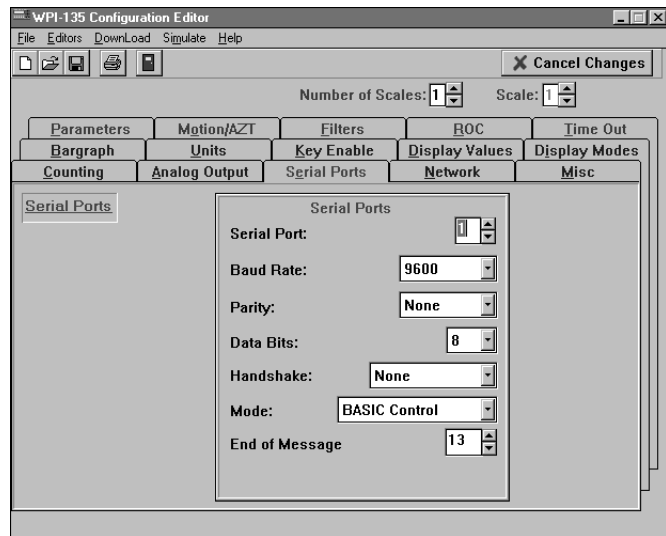 WPI-135 Configuration Editor
File Editors DownLoad Simulate Help
Cancel Changes
Number of Scales: 1 Scale: 1
Parameters Motion/AZT Filters ROC Time Out
Bargraph Units Key Enable Display Values Display Modes
Counting Analog Output Serial Ports Network Misc
Serial Ports
Serial Ports
Serial Port: 1
Baud Rate: 9600
Parity: None
Data Bits: 8
Handshake: None
Mode: BASIC Control
End of Message 13